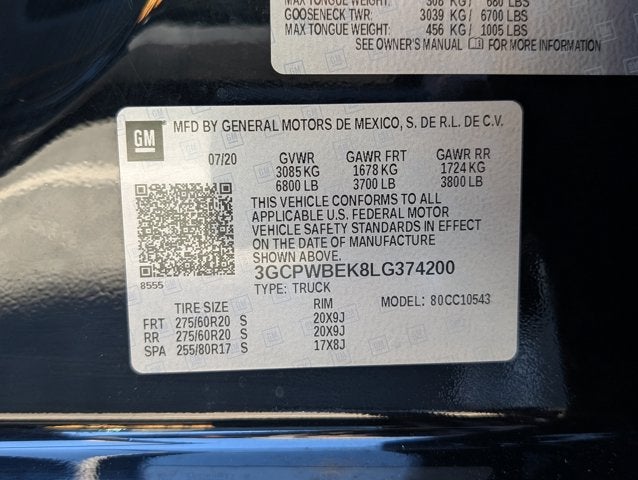 MAX TONGUE WEIGHT: 308 KG / 680 LBS
GOOSENECK TWR: 3039 KG / 6700 LBS
MAX TONGUE WEIGHT: 456 KG / 1005 LBS
SEE OWNER'S MANUAL FOR MORE INFORMATION
GM MFD BY GENERAL MOTORS DE MEXICO, S. DE R.L. DE C.V.
07/20 GVWR GAWR FRT GAWR RR
3085 KG 1678 KG 1724 KG
6800 LB 3700 LB 3800 LB
THIS VEHICLE CONFORMS TO ALL
APPLICABLE U.S. FEDERAL MOTOR
VEHICLE SAFETY STANDARDS IN EFFECT
ON THE DATE OF MANUFACTURE
SHOWN ABOVE.
8555
3GCPWBEK8LG374200
TYPE: TRUCK MODEL: 80CC10543
TIRE SIZE RIM
FRT 275/60R20 S 20X9J
RR 275/60R20 S 20X9J
SPA 255/80R17 S 17X8J